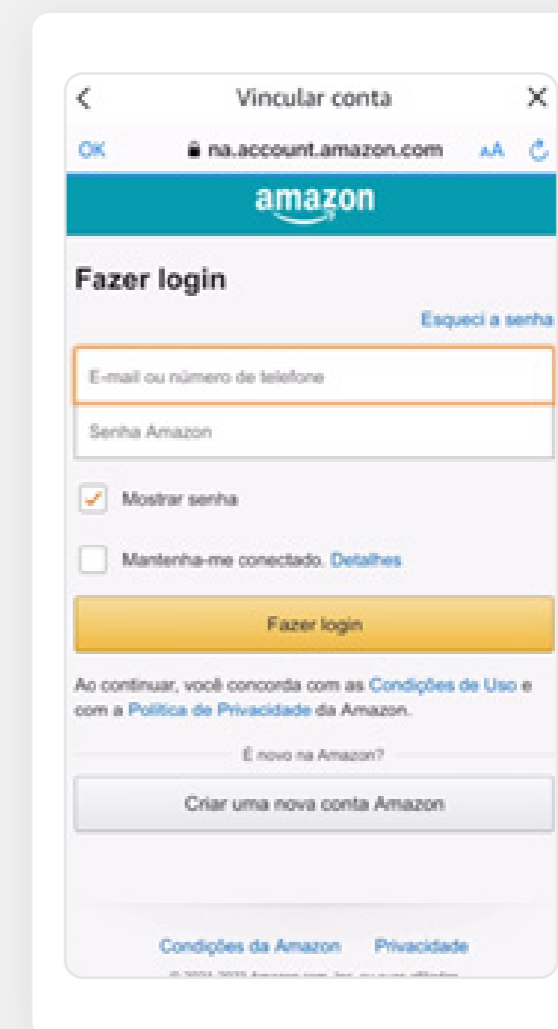 Vincular conta
OK na.account.amazon.com AA
amazon
Fazer login
Esqueci a senha
E-mail ou número de telefone
Senha Amazon
Mostrar senha
Mantenha-me conectado. Detalhes
Fazer login
Ao continuar, você concorda com as Condições de Uso e
com a Política de Privacidade da Amazon.
É novo na Amazon?
Criar uma nova conta Amazon
Condições da Amazon Privacidade